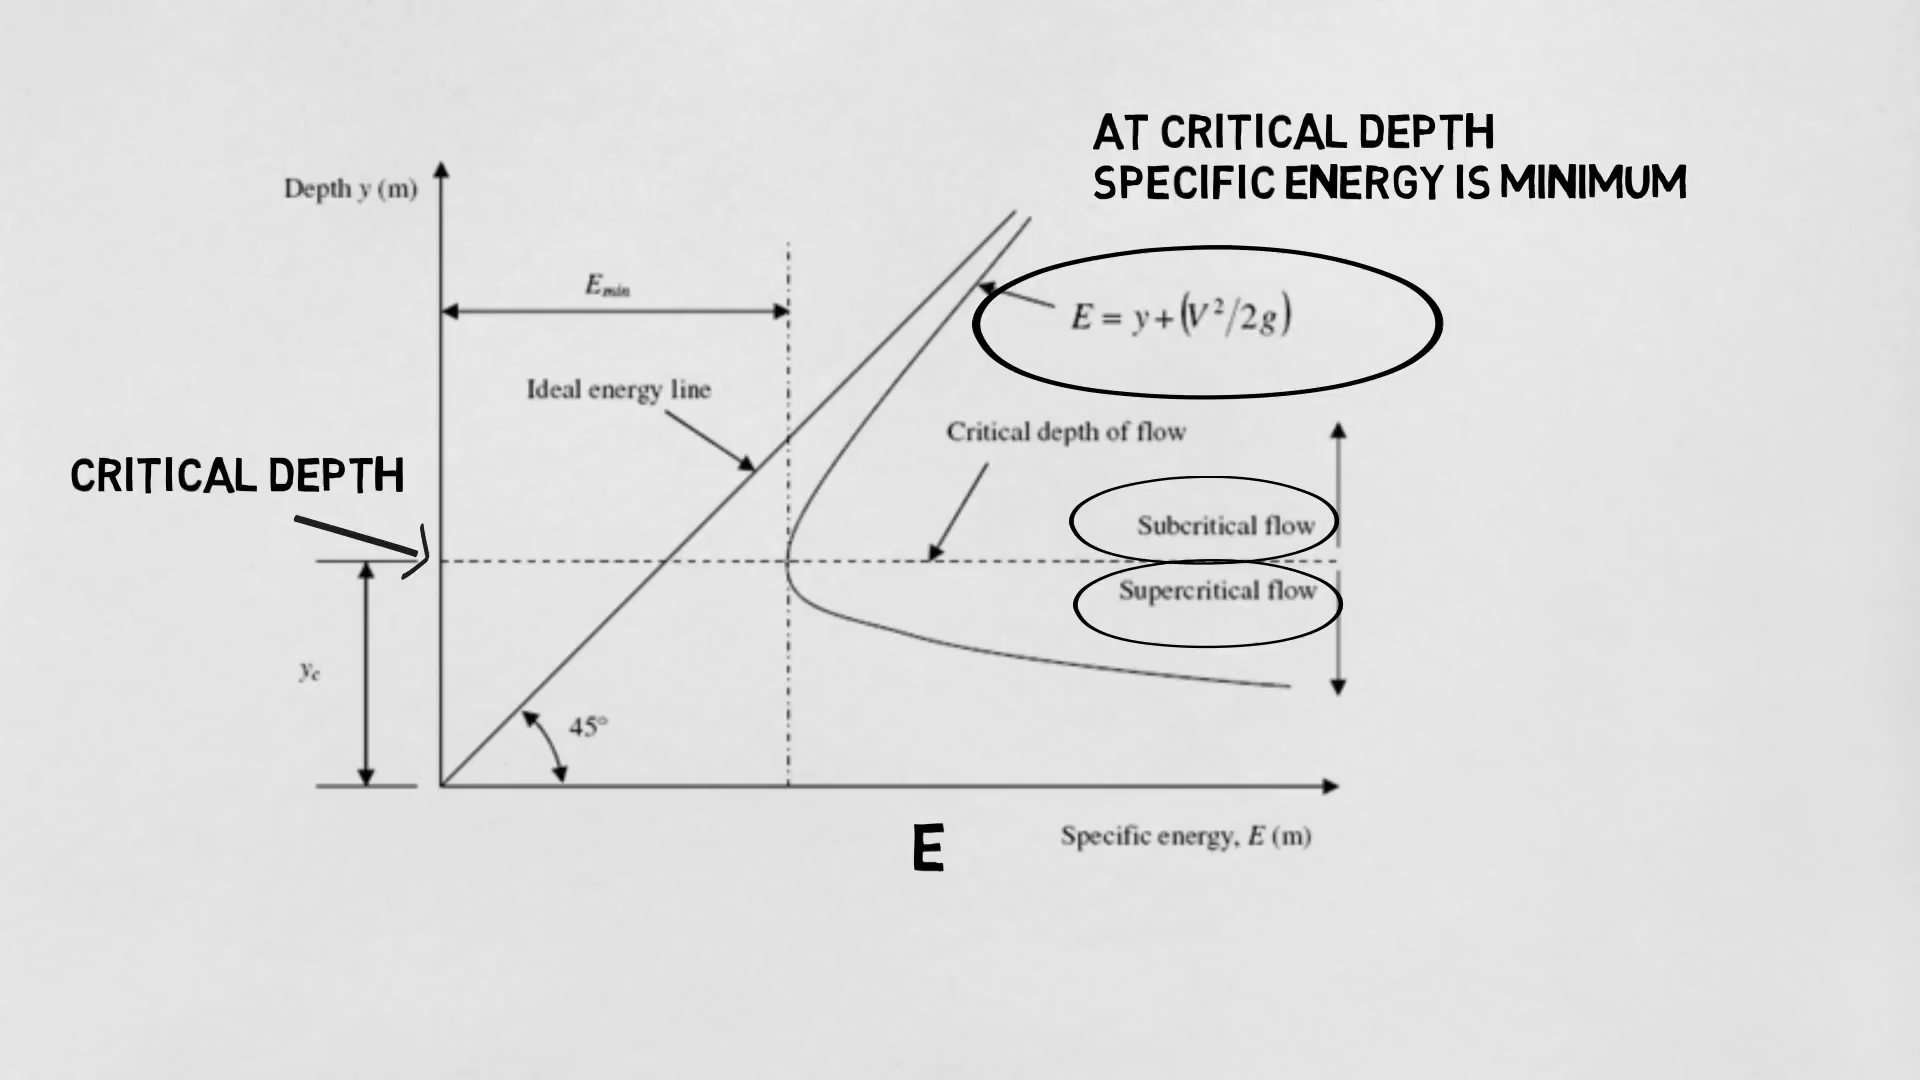 AT CRITICAL DEPTH
SPECIFIC ENERGY IS MINIMUM
Depth y (m)
E_min
E = y + (V²/2g)
Ideal energy line
Critical depth of flow
CRITICAL DEPTH
Subcritical flow
Supercritical flow
y_c
45°
E
Specific energy, E (m)